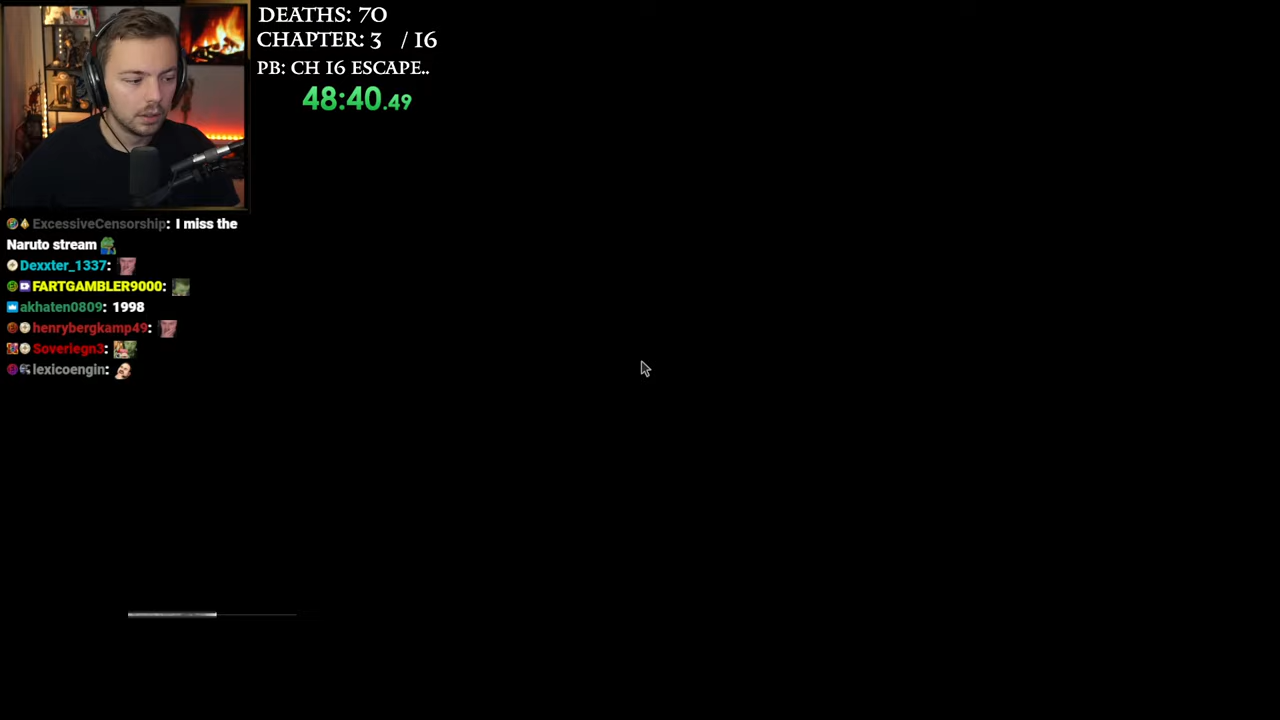 DEATHS: 70
CHAPTER: 3 / 16
PB: CH 16 ESCAPE..
48:40.49
ExcessiveCensorship: I miss the
Naruto stream
Dexxter_1337:
FARTGAMBLER9000:
akhaten0809: 1998
henrybergkamp49:
Soverlegn3:
lexicoengin: